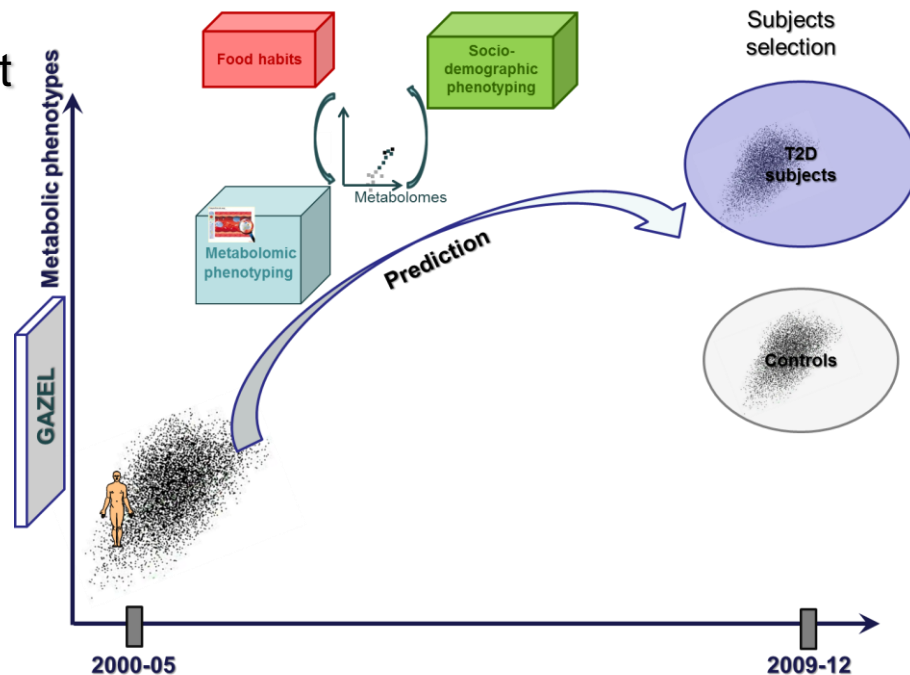 t
Subjects
selection
Food habits
Socio-
demographic
phenotyping
Metabolic phenotypes
Metabolomes
T2D
subjects
Metabolomic
phenotyping
Prediction
Controls
GAZEL
2000-05
2009-12